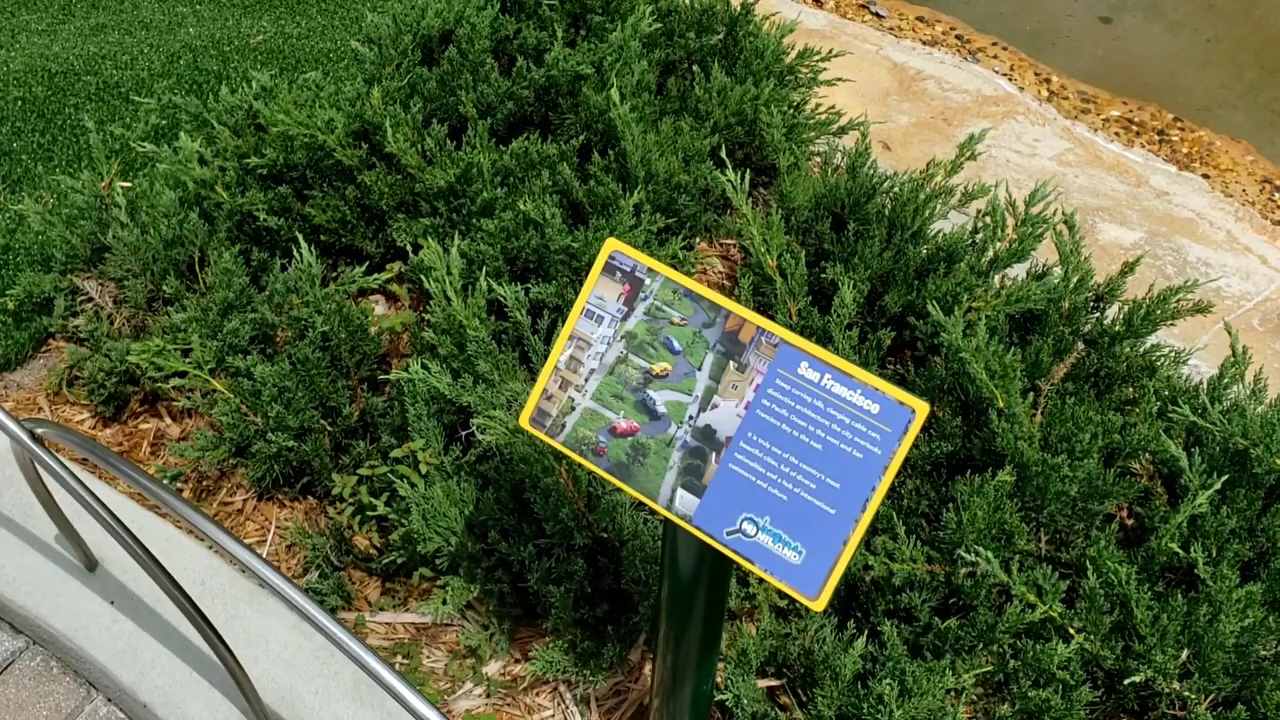 San Francisco
Steep curving hills, clanging cable cars,
distinctive architecture; the city overlooks
the Pacific Ocean to the west and San
Francisco Bay to the east.
It is truly one of the country's most
beautiful cities, full of diverse
nationalities and a hub of international
commerce and culture.
MINILAND